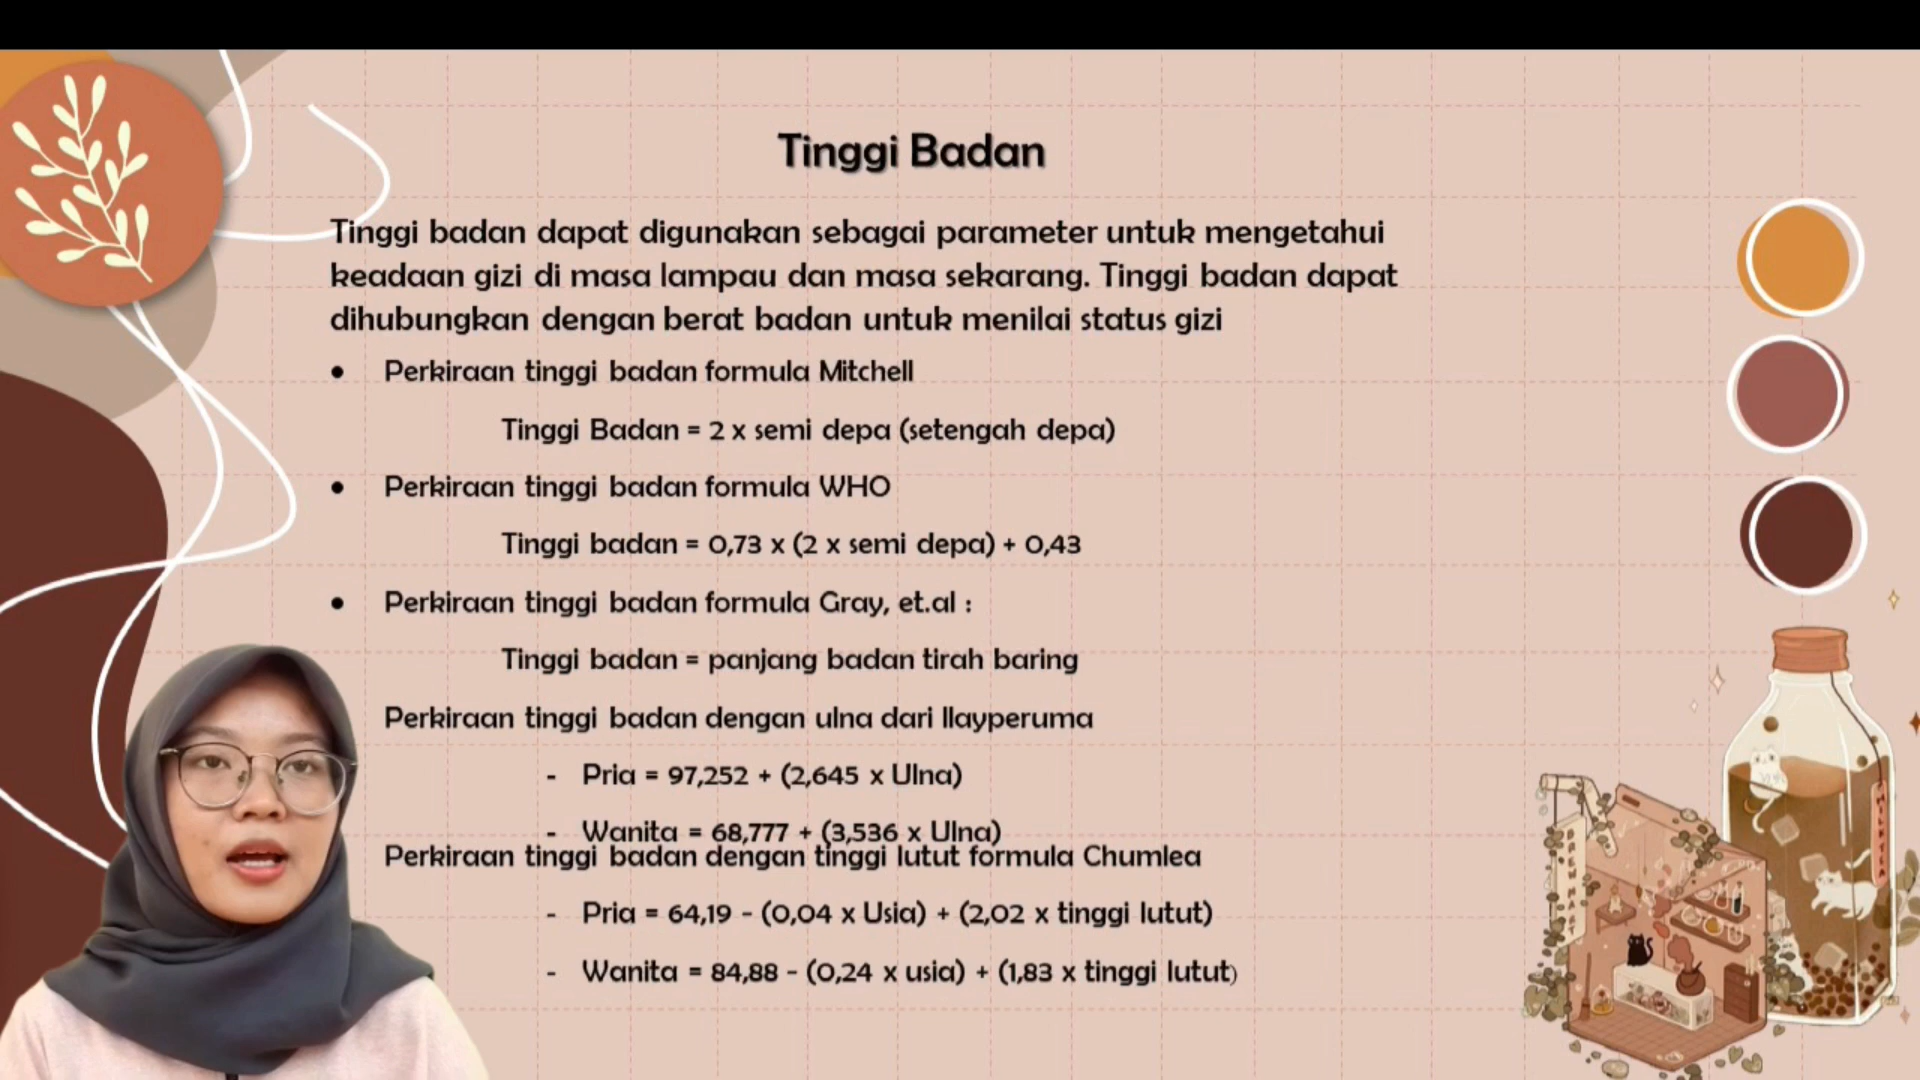 Tinggi Badan
Tinggi badan dapat digunakan sebagai parameter untuk mengetahui
keadaan gizi di masa lampau dan masa sekarang. Tinggi badan dapat
dihubungkan dengan berat badan untuk menilai status gizi
• Perkiraan tinggi badan formula Mitchell
Tinggi Badan = 2 x semi depa (setengah depa)
• Perkiraan tinggi badan formula WHO
Tinggi badan = 0,73 x (2 x semi depa) + 0,43
• Perkiraan tinggi badan formula Gray, et.al :
Tinggi badan = panjang badan tirah baring
Perkiraan tinggi badan dengan ulna dari Ilayperuma
- Pria = 97,252 + (2,645 x Ulna)
- Wanita = 68,777 + (3,536 x Ulna)
Perkiraan tinggi badan dengan tinggi lutut formula Chumlea
- Pria = 64,19 - (0,04 x Usia) + (2,02 x tinggi lutut)
- Wanita = 84,88 - (0,24 x usia) + (1,83 x tinggi lutut)
MILKTEA